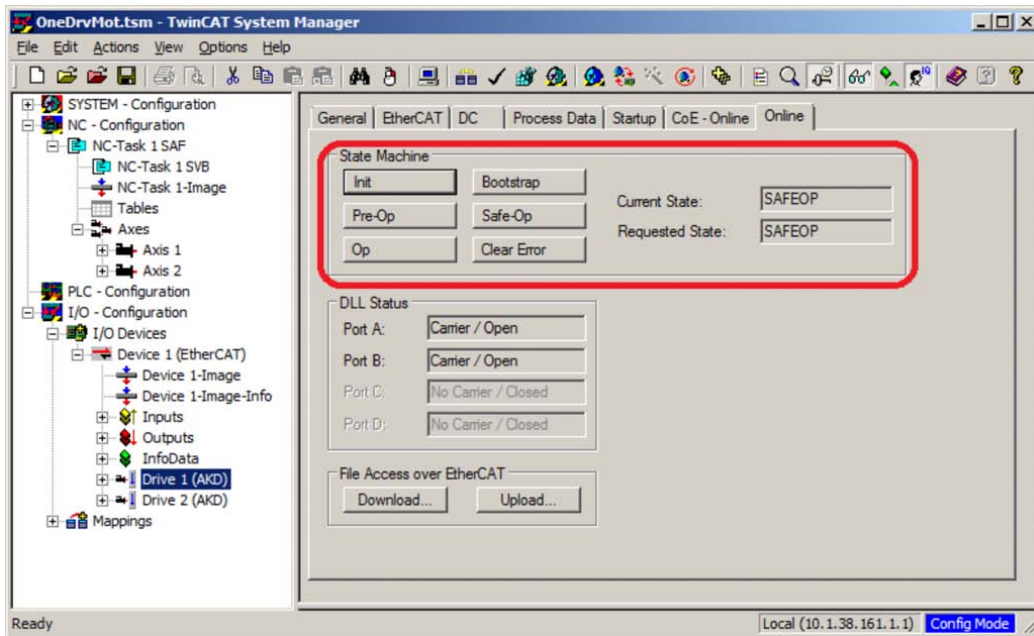 OneDrvMot.tsm - TwinCAT System Manager
File Edit Actions View Options Help
SYSTEM - Configuration
NC - Configuration
NC-Task 1 SAF
NC-Task 1 SVB
NC-Task 1-Image
Tables
Axes
Axis 1
Axis 2
PLC - Configuration
I/O - Configuration
I/O Devices
Device 1 (EtherCAT)
Device 1-Image
Device 1-Image-Info
Inputs
Outputs
InfoData
Drive 1 (AKD)
Drive 2 (AKD)
Mappings
General EtherCAT DC Process Data Startup CoE - Online Online
State Machine
Init Bootstrap
Pre-Op Safe-Op
Op Clear Error
Current State: SAFEOP
Requested State: SAFEOP
DLL Status
Port A: Carrier / Open
Port B: Carrier / Open
Port C: No Carrier / Closed
Port D: No Carrier / Closed
File Access over EtherCAT
Download... Upload...
Ready Local (10.1.38.161.1.1) Config Mode